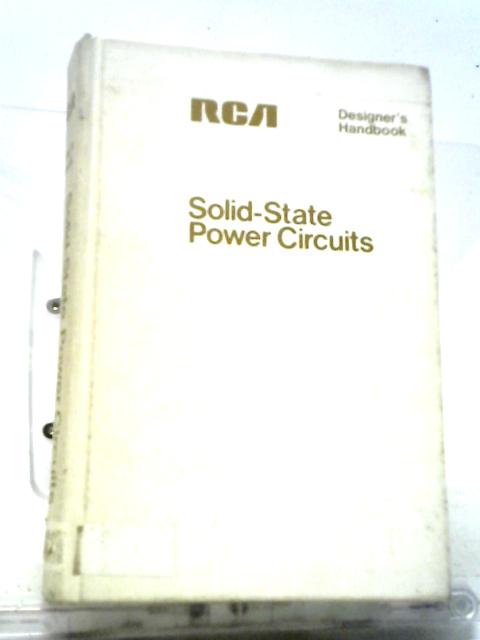 RCA
Designer's
Handbook
Solid-State
Power Circuits